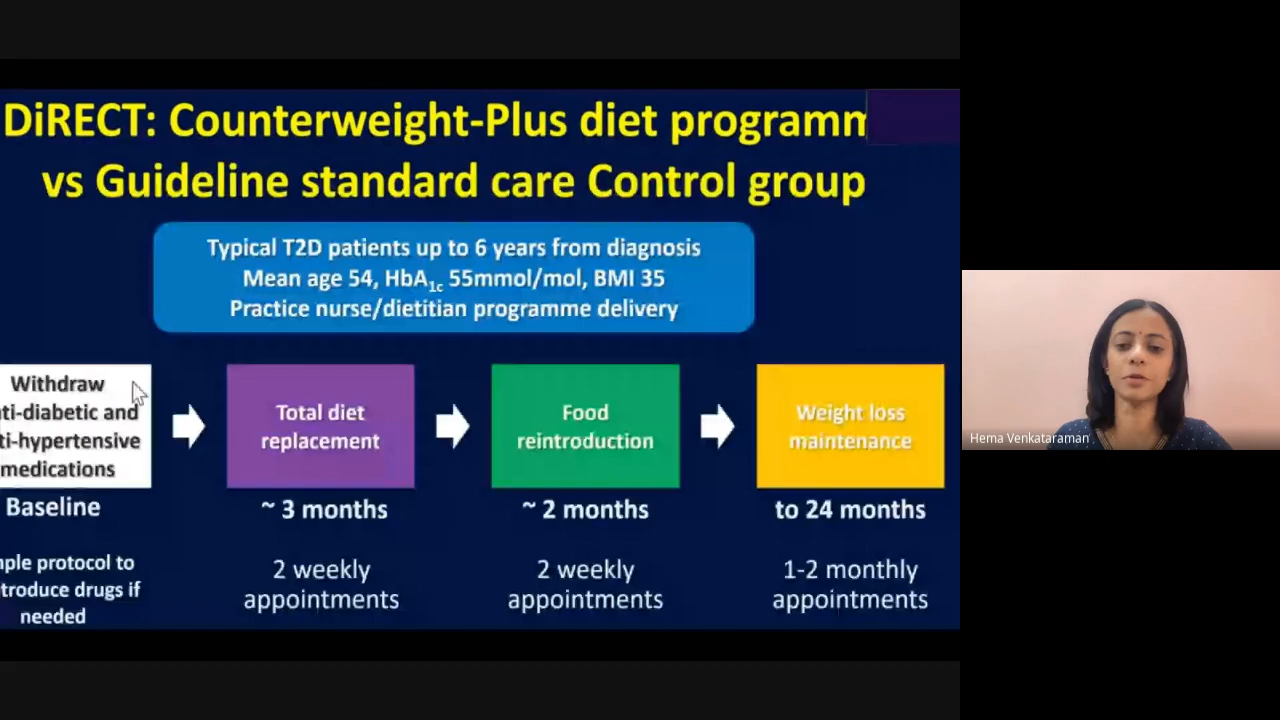 DiRECT: Counterweight-Plus diet programm
vs Guideline standard care Control group
Typical T2D patients up to 6 years from diagnosis
Mean age 54, HbA1c 55mmol/mol, BMI 35
Practice nurse/dietitian programme delivery
Withdraw
ti-diabetic and
ti-hypertensive
medications
Baseline
ple protocol to
troduce drugs if
needed
Total diet
replacement
~ 3 months
2 weekly
appointments
Food
reintroduction
~ 2 months
2 weekly
appointments
Weight loss
maintenance
to 24 months
1-2 monthly
appointments
Hema Venkataraman